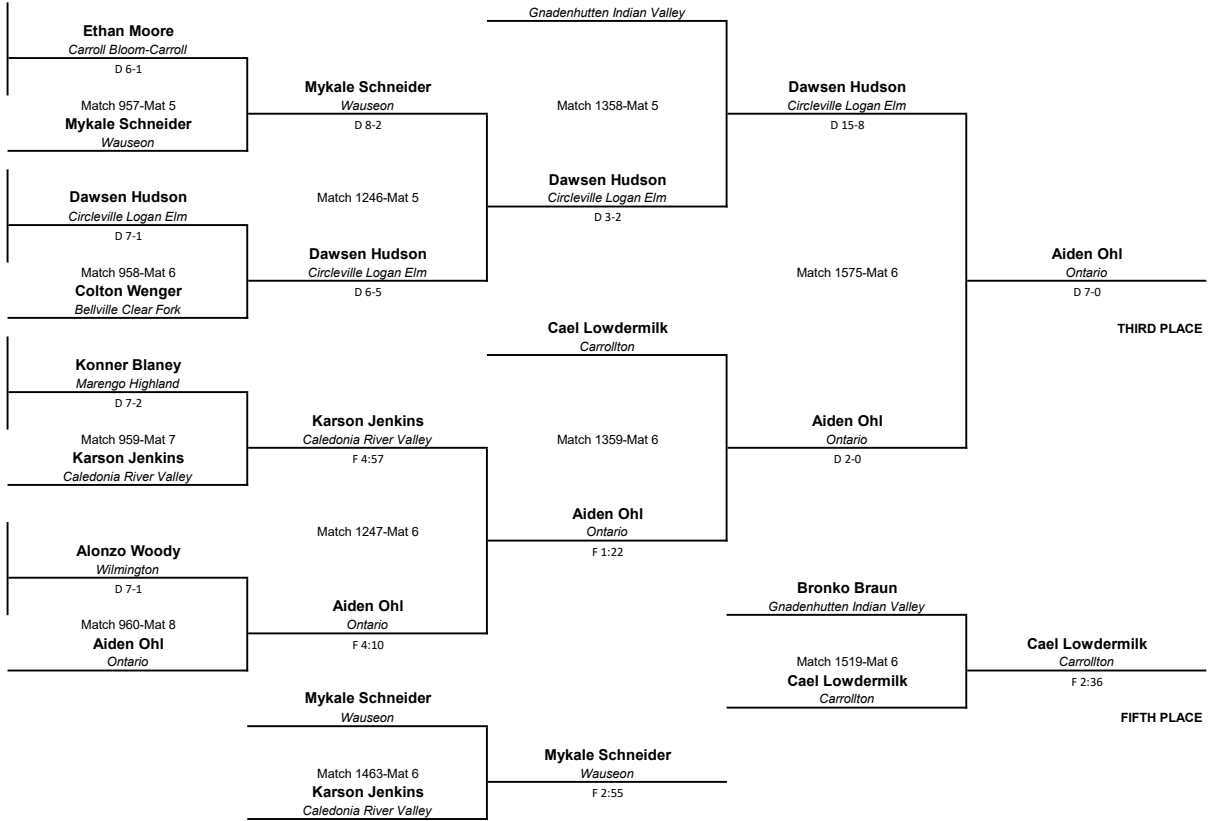 Ethan Moore
Carroll Bloom-Carroll
D 6-1
Match 957-Mat 5
Mykale Schneider
Wauseon
Dawsen Hudson
Circleville Logan Elm
D 7-1
Match 958-Mat 6
Colton Wenger
Bellville Clear Fork
Konner Blaney
Marengo Highland
D 7-2
Match 959-Mat 7
Karson Jenkins
Caledonia River Valley
Alonzo Woody
Wilmington
D 7-1
Match 960-Mat 8
Aiden Ohl
Ontario
Mykale Schneider
Wauseon
D 8-2
Match 1246-Mat 5
Dawsen Hudson
Circleville Logan Elm
D 6-5
Karson Jenkins
Caledonia River Valley
F 4:57
Match 1247-Mat 6
Aiden Ohl
Ontario
F 4:10
Mykale Schneider
Wauseon
Match 1463-Mat 6
Karson Jenkins
Caledonia River Valley
Gnadenhutten Indian Valley
Match 1358-Mat 5
Dawsen Hudson
Circleville Logan Elm
D 3-2
Cael Lowdermilk
Carrollton
Match 1359-Mat 6
Aiden Ohl
Ontario
F 1:22
Mykale Schneider
Wauseon
F 2:55
Dawsen Hudson
Circleville Logan Elm
D 15-8
Match 1575-Mat 6
Aiden Ohl
Ontario
D 2-0
Bronko Braun
Gnadenhutten Indian Valley
Match 1519-Mat 6
Cael Lowdermilk
Carrollton
Aiden Ohl
Ontario
D 7-0
THIRD PLACE
Cael Lowdermilk
Carrollton
F 2:36
FIFTH PLACE